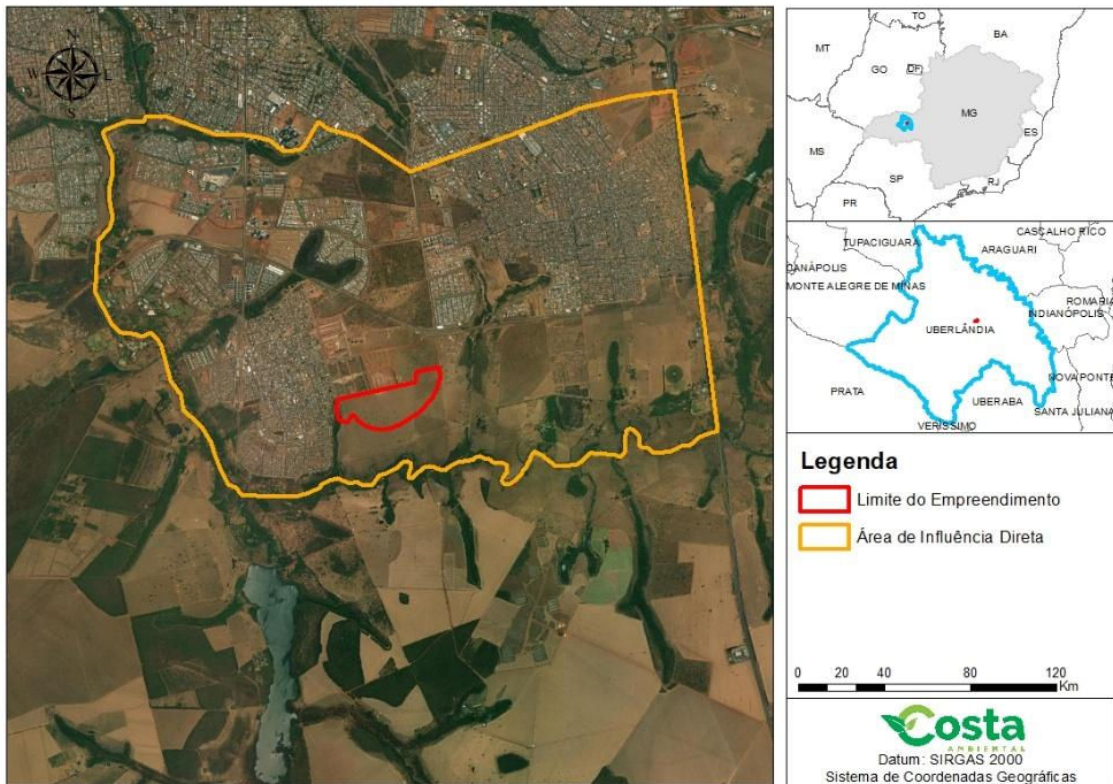 N
W L
S
TO
BA
MT
GO
DF
MG
ES
MS
SP
RJ
PR
CASCALHO RICO
TUPACIGUARA
ARAGUARI
CANÁPOLIS
MONTE ALEGRE DE MINAS
ROMARIA
INDIANÓPOLIS
UBERLÂNDIA
NOVA PONTE
PRATA
UBERABA
SANTA JULIANA
VERÍSSIMO
Legenda
Limite do Empreendimento
Área de Influência Direta
0 20 40 80 120
Km
Costa
AMBIENTAL
Datum: SIRGAS 2000
Sistema de Coordenadas Geográficas